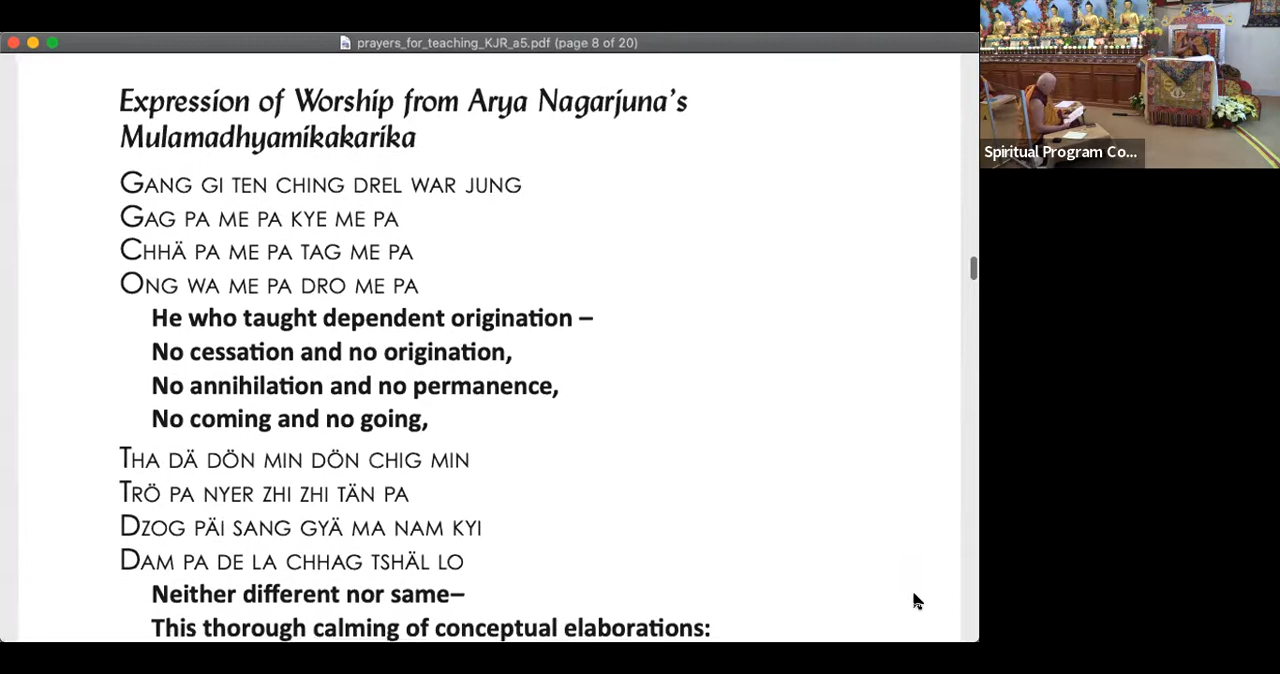 prayers_for_teaching_KJR_a5.pdf (page 8 of 20)
Expression of Worship from Arya Nagarjuna's
Mulamadhyamikakarika
GANG GI TEN CHING DREL WAR JUNG
GAG PA ME PA KYE ME PA
CHHÄ PA ME PA TAG ME PA
ONG WA ME PA DRO ME PA
He who taught dependent origination –
No cessation and no origination,
No annihilation and no permanence,
No coming and no going,
THA DÄ DÖN MIN DÖN CHIG MIN
TRÖ PA NYER ZHI ZHI TÄN PA
DZOG PÄI SANG GYÄ MA NAM KYI
DAM PA DE LA CHHAG TSHÄL LO
Neither different nor same–
This thorough calming of conceptual elaborations:
Spiritual Program Co...